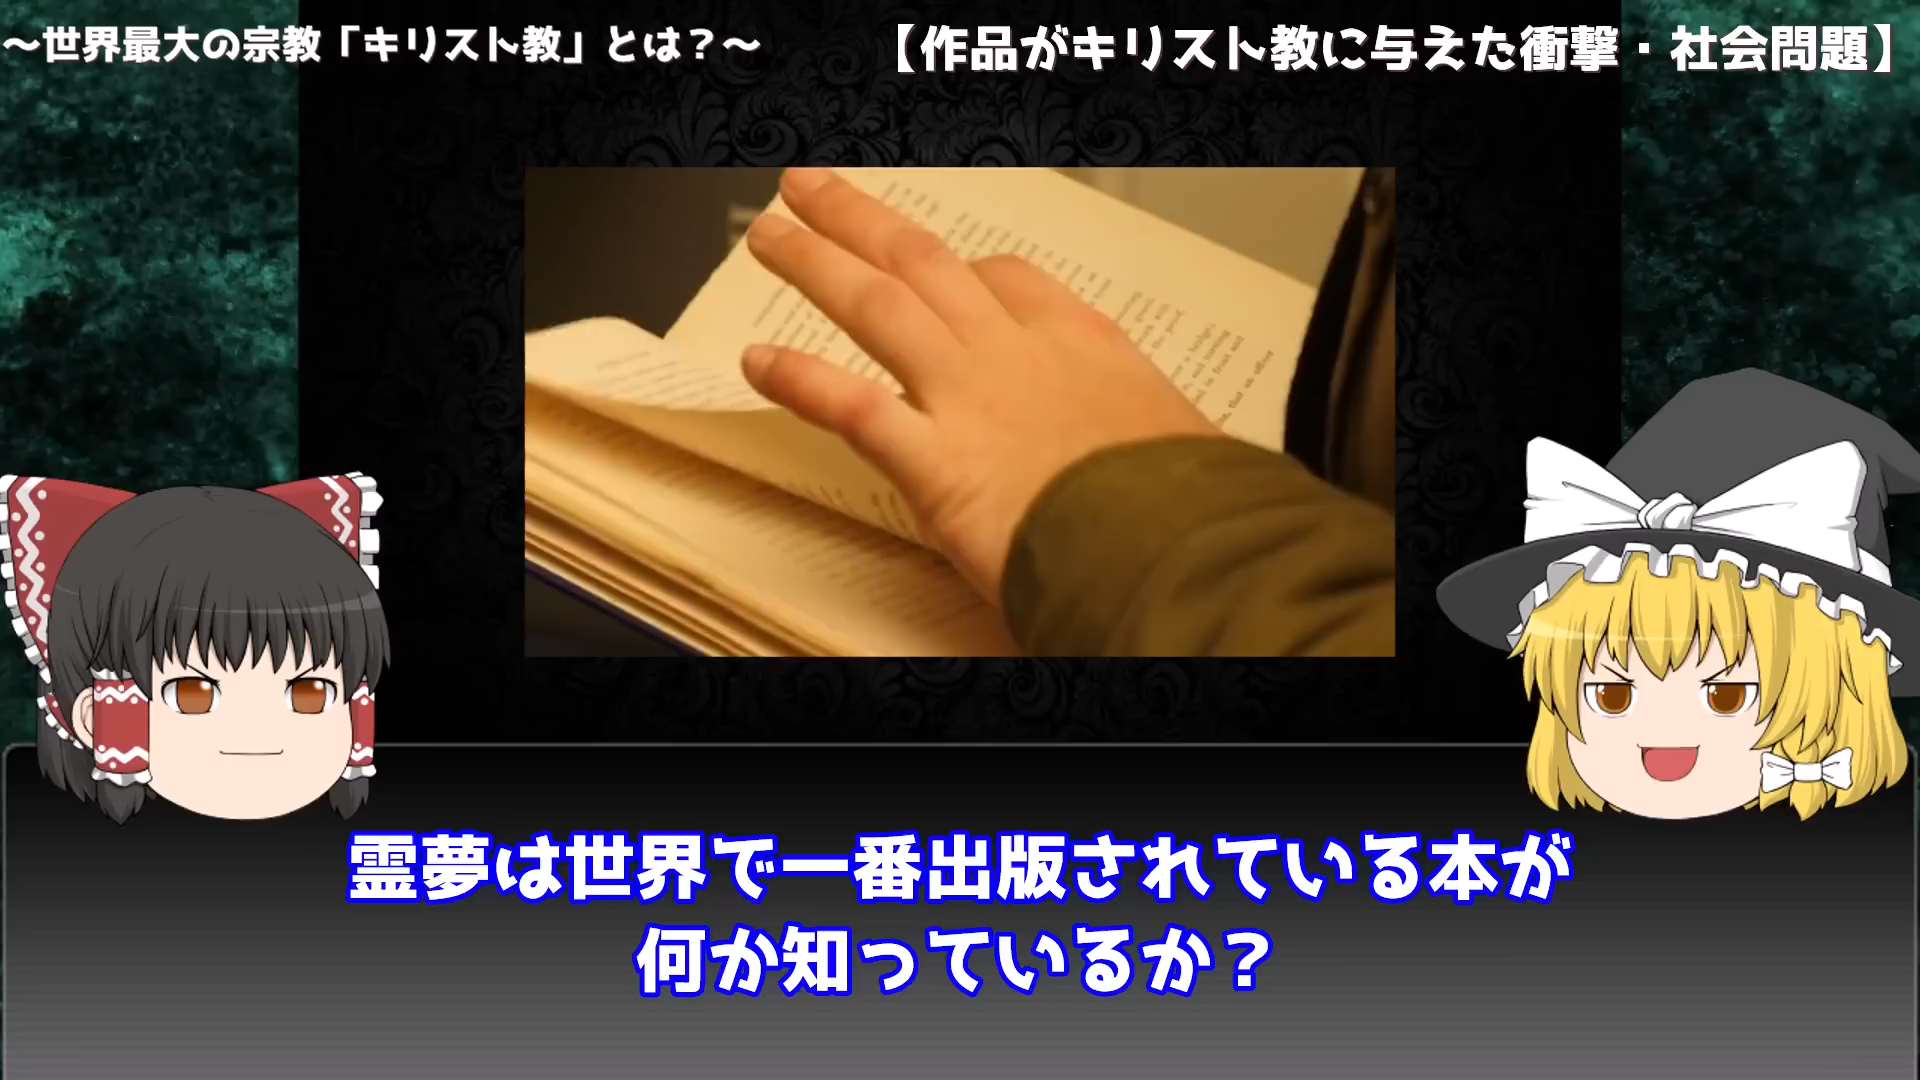 ～世界最大の宗教「キリスト教」とは？～
【作品がキリスト教に与えた衝撃・社会問題】
霊夢は世界で一番出版されている本が
何か知っているか？